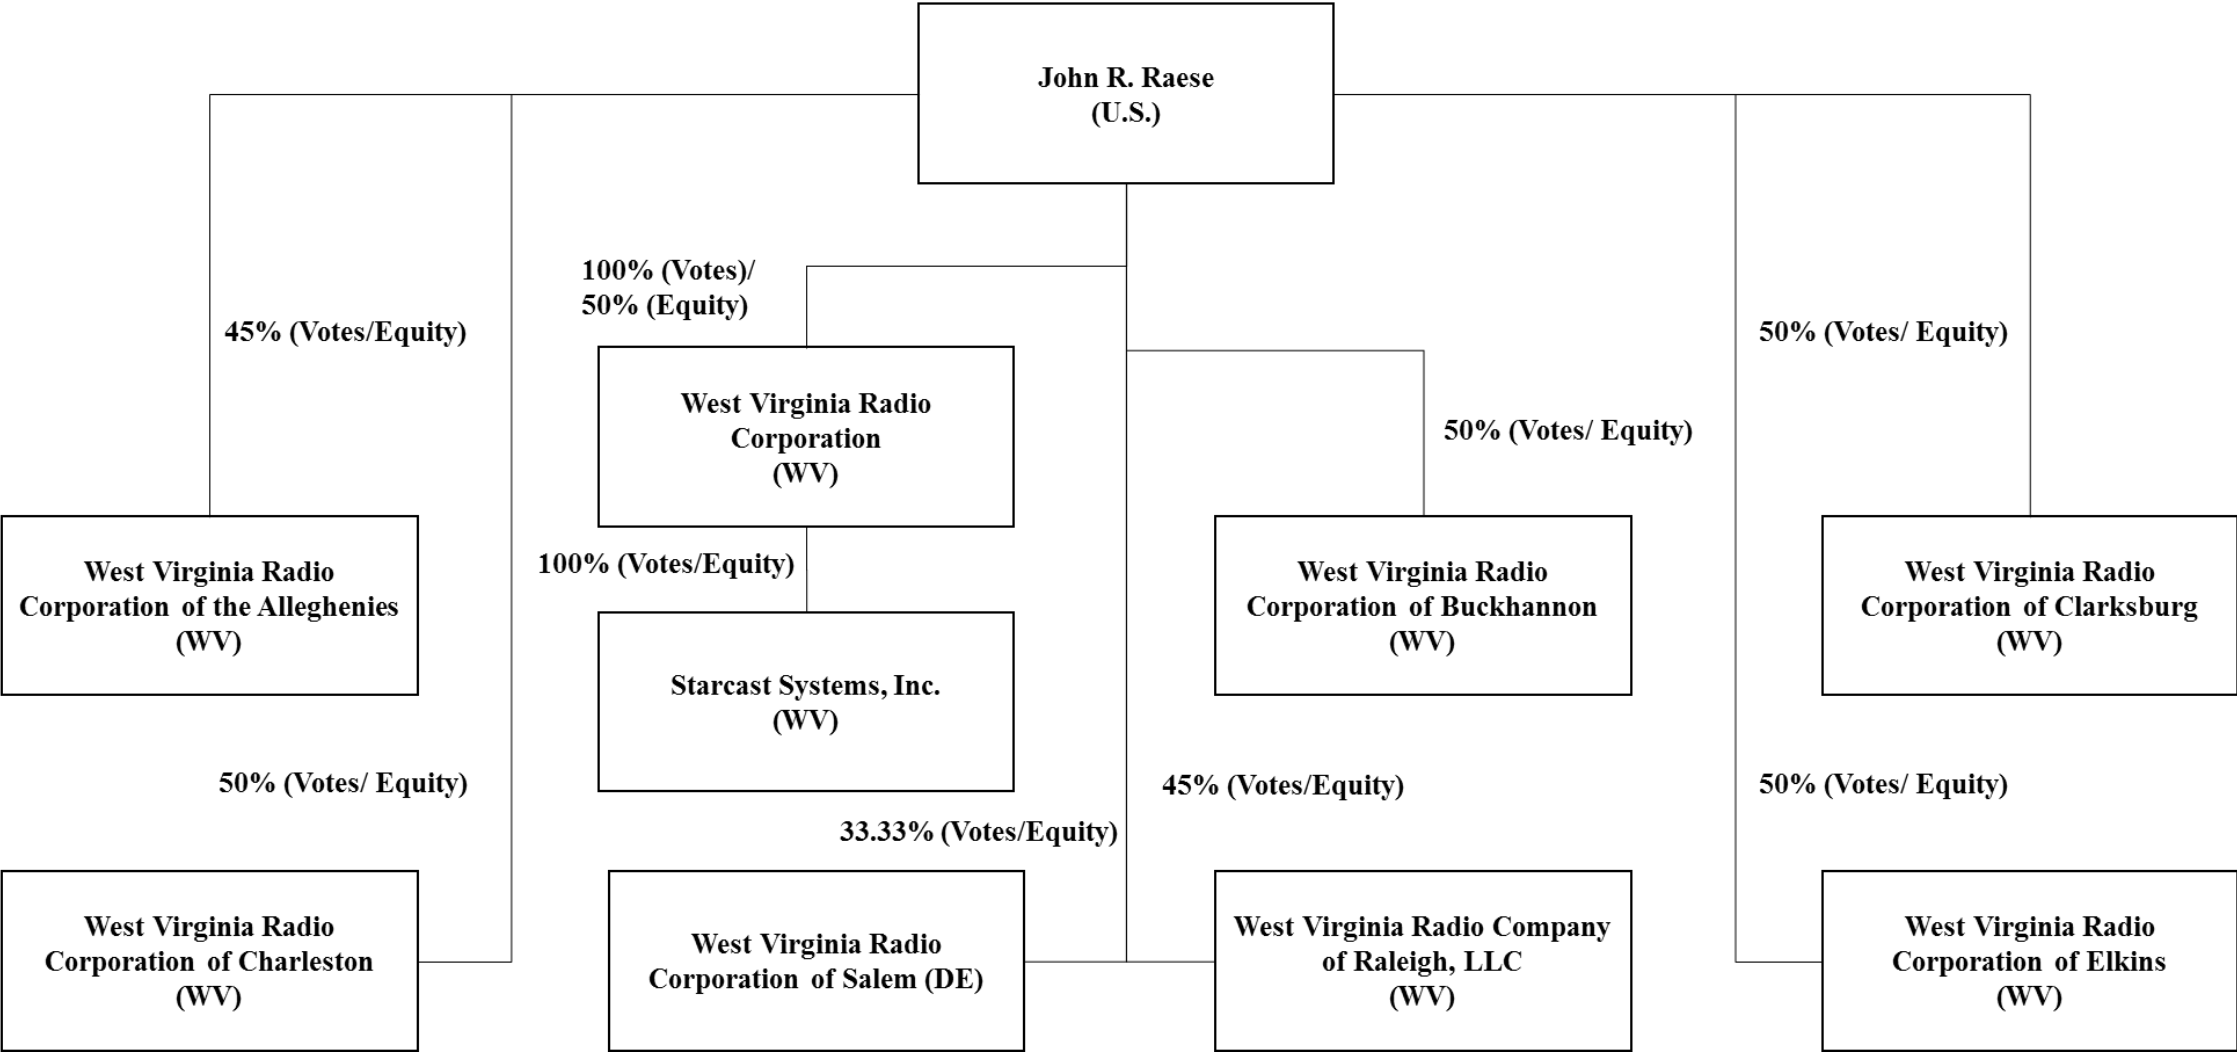 John R. Raese
(U.S.)
100% (Votes)/
50% (Equity)
45% (Votes/Equity)
50% (Votes/ Equity)
West Virginia Radio
Corporation
(WV)
50% (Votes/ Equity)
100% (Votes/Equity)
West Virginia Radio
Corporation of the Alleghenies
(WV)
West Virginia Radio
Corporation of Buckhannon
(WV)
West Virginia Radio
Corporation of Clarksburg
(WV)
Starcast Systems, Inc.
(WV)
50% (Votes/ Equity)
45% (Votes/Equity)
50% (Votes/ Equity)
33.33% (Votes/Equity)
West Virginia Radio
Corporation of Charleston
(WV)
West Virginia Radio
Corporation of Salem (DE)
West Virginia Radio Company
of Raleigh, LLC
(WV)
West Virginia Radio
Corporation of Elkins
(WV)